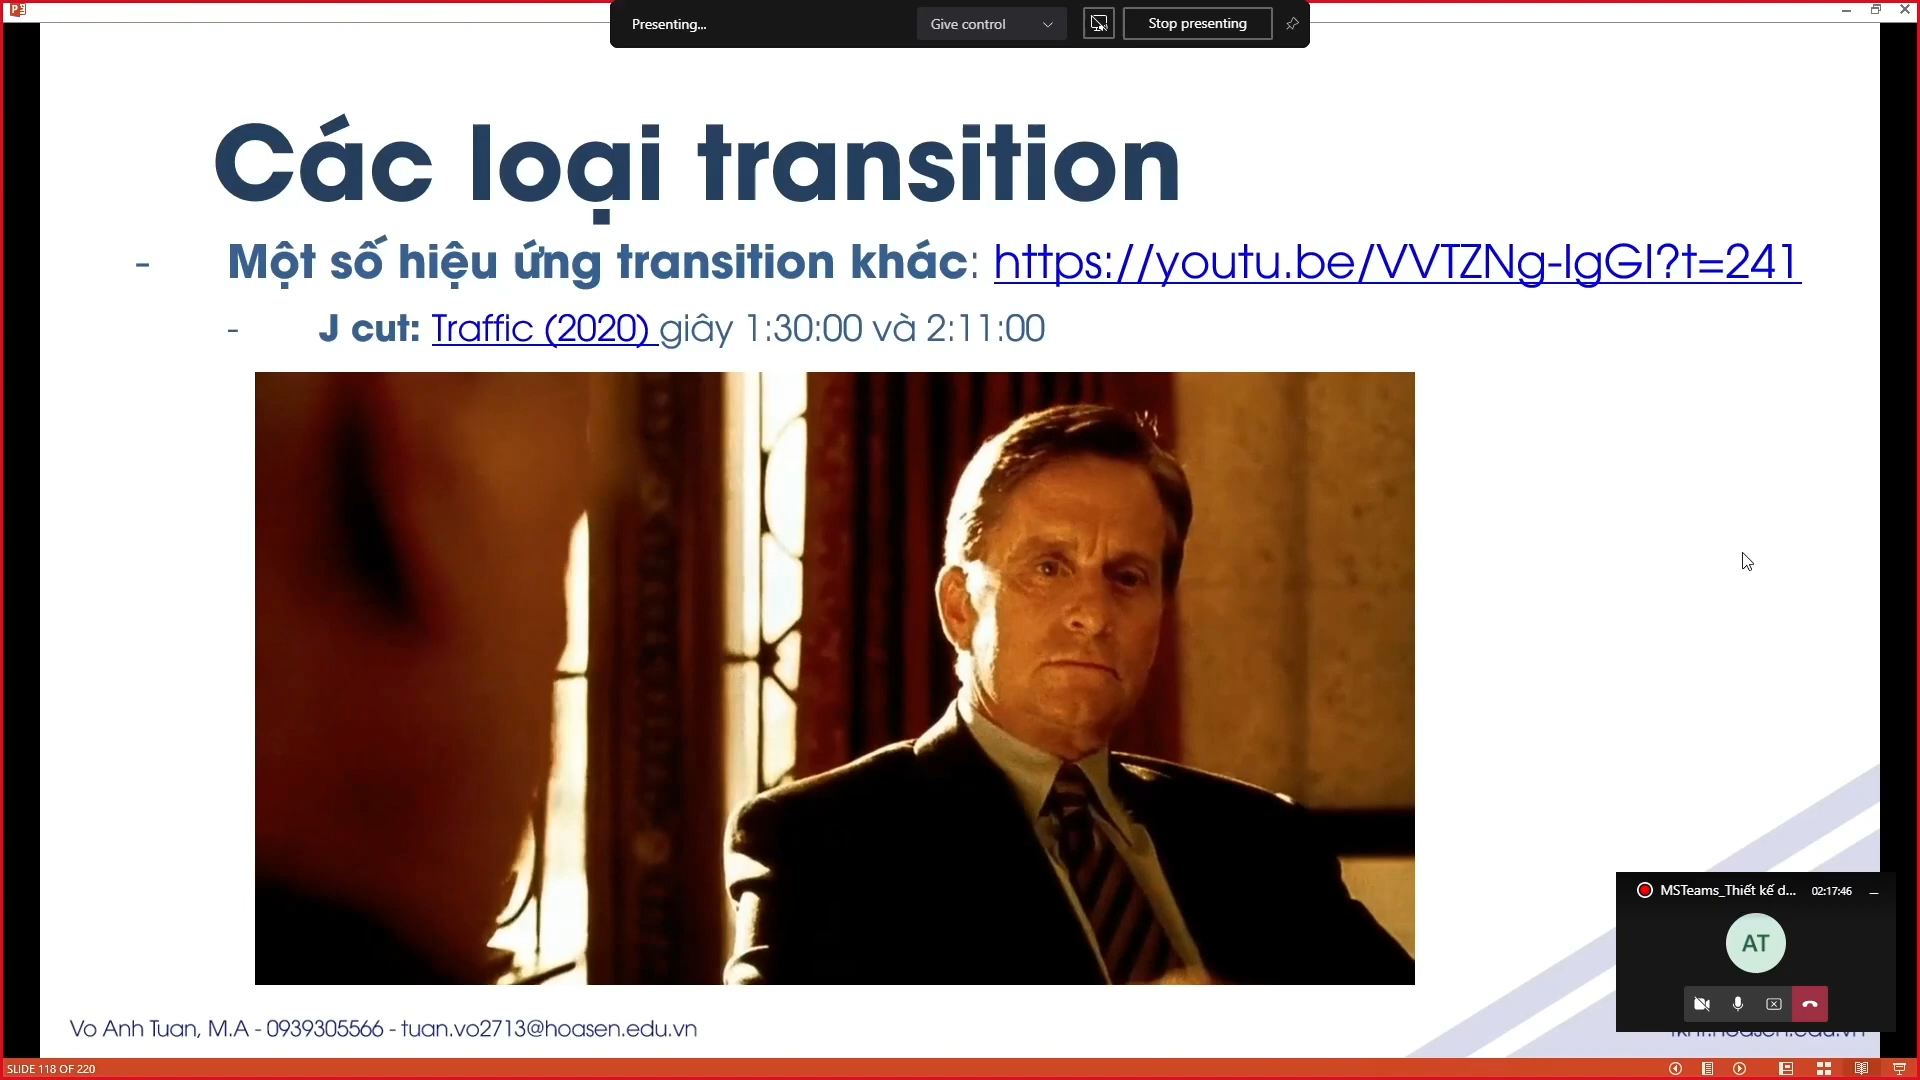 Presenting...
Give control
Stop presenting
Các loại transition
- Một số hiệu ứng transition khác: https://youtu.be/VVTZNg-IgGI?t=241
- J cut: Traffic (2020) giây 1:30:00 và 2:11:00
MSTeams_Thiết kế d... 02:17:46
AT
Vo Anh Tuan, M.A - 0939305566 - tuan.vo2713@hoasen.edu.vn
SLIDE 118 OF 220